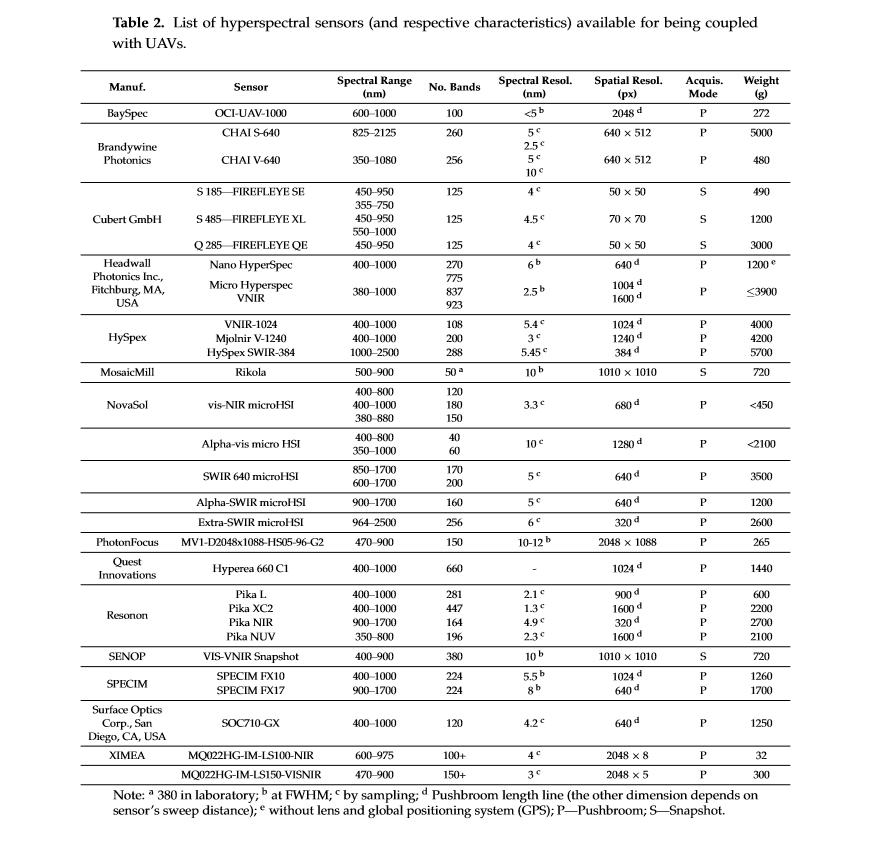 Table 2. List of hyperspectral sensors (and respective characteristics) available for being coupled
with UAVs.
Manuf. Sensor Spectral Range (nm) No. Bands Spectral Resol. (nm) Spatial Resol. (px) Acquis. Mode Weight (g)
BaySpec OCI-UAV-1000 600–1000 100 <5 b 2048 d P 272
Brandywine Photonics
CHAI S-640 825–2125 260 5 c 2.5 c 640 × 512 P 5000
CHAI V-640 350–1080 256 5 c 10 c 640 × 512 P 480
Cubert GmbH
S 185—FIREFLEYE SE 450–950 125 4 c 50 × 50 S 490
S 485—FIREFLEYE XL 355–750 450–950 550–1000 125 4.5 c 70 × 70 S 1200
Q 285—FIREFLEYE QE 450–950 125 4 c 50 × 50 S 3000
Headwall Photonics Inc., Fitchburg, MA, USA
Nano HyperSpec 400–1000 270 6 b 640 d P 1200 e
Micro Hyperspec VNIR 380–1000 775 837 923 2.5 b 1004 d 1600 d P ≤3900
HySpex
VNIR-1024 400–1000 108 5.4 c 1024 d P 4000
Mjolnir V-1240 400–1000 200 3 c 1240 d P 4200
HySpex SWIR-384 1000–2500 288 5.45 c 384 d P 5700
MosaicMill Rikola 500–900 50 a 10 b 1010 × 1010 S 720
NovaSol vis-NIR microHSI 400–800 400–1000 380–880 120 180 150 3.3 c 680 d P <450
Alpha-vis micro HSI 400–800 350–1000 40 60 10 c 1280 d P <2100
SWIR 640 microHSI 850–1700 600–1700 170 200 5 c 640 d P 3500
Alpha-SWIR microHSI 900–1700 160 5 c 640 d P 1200
Extra-SWIR microHSI 964–2500 256 6 c 320 d P 2600
PhotonFocus MV1-D2048x1088-HS05-96-G2 470–900 150 10-12 b 2048 × 1088 P 265
Quest Innovations Hyperea 660 C1 400–1000 660 - 1024 d P 1440
Resonon
Pika L 400–1000 281 2.1 c 900 d P 600
Pika XC2 400–1000 447 1.3 c 1600 d P 2200
Pika NIR 900–1700 164 4.9 c 320 d P 2700
Pika NUV 350–800 196 2.3 c 1600 d P 2100
SENOP VIS-VNIR Snapshot 400–900 380 10 b 1010 × 1010 S 720
SPECIM
SPECIM FX10 400–1000 224 5.5 b 1024 d P 1260
SPECIM FX17 900–1700 224 8 b 640 d P 1700
Surface Optics Corp., San Diego, CA, USA SOC710-GX 400–1000 120 4.2 c 640 d P 1250
XIMEA MQ022HG-IM-LS100-NIR 600–975 100+ 4 c 2048 × 8 P 32
MQ022HG-IM-LS150-VISNIR 470–900 150+ 3 c 2048 × 5 P 300
Note: a 380 in laboratory; b at FWHM; c by sampling; d Pushbroom length line (the other dimension depends on
sensor's sweep distance); e without lens and global positioning system (GPS); P—Pushbroom; S—Snapshot.